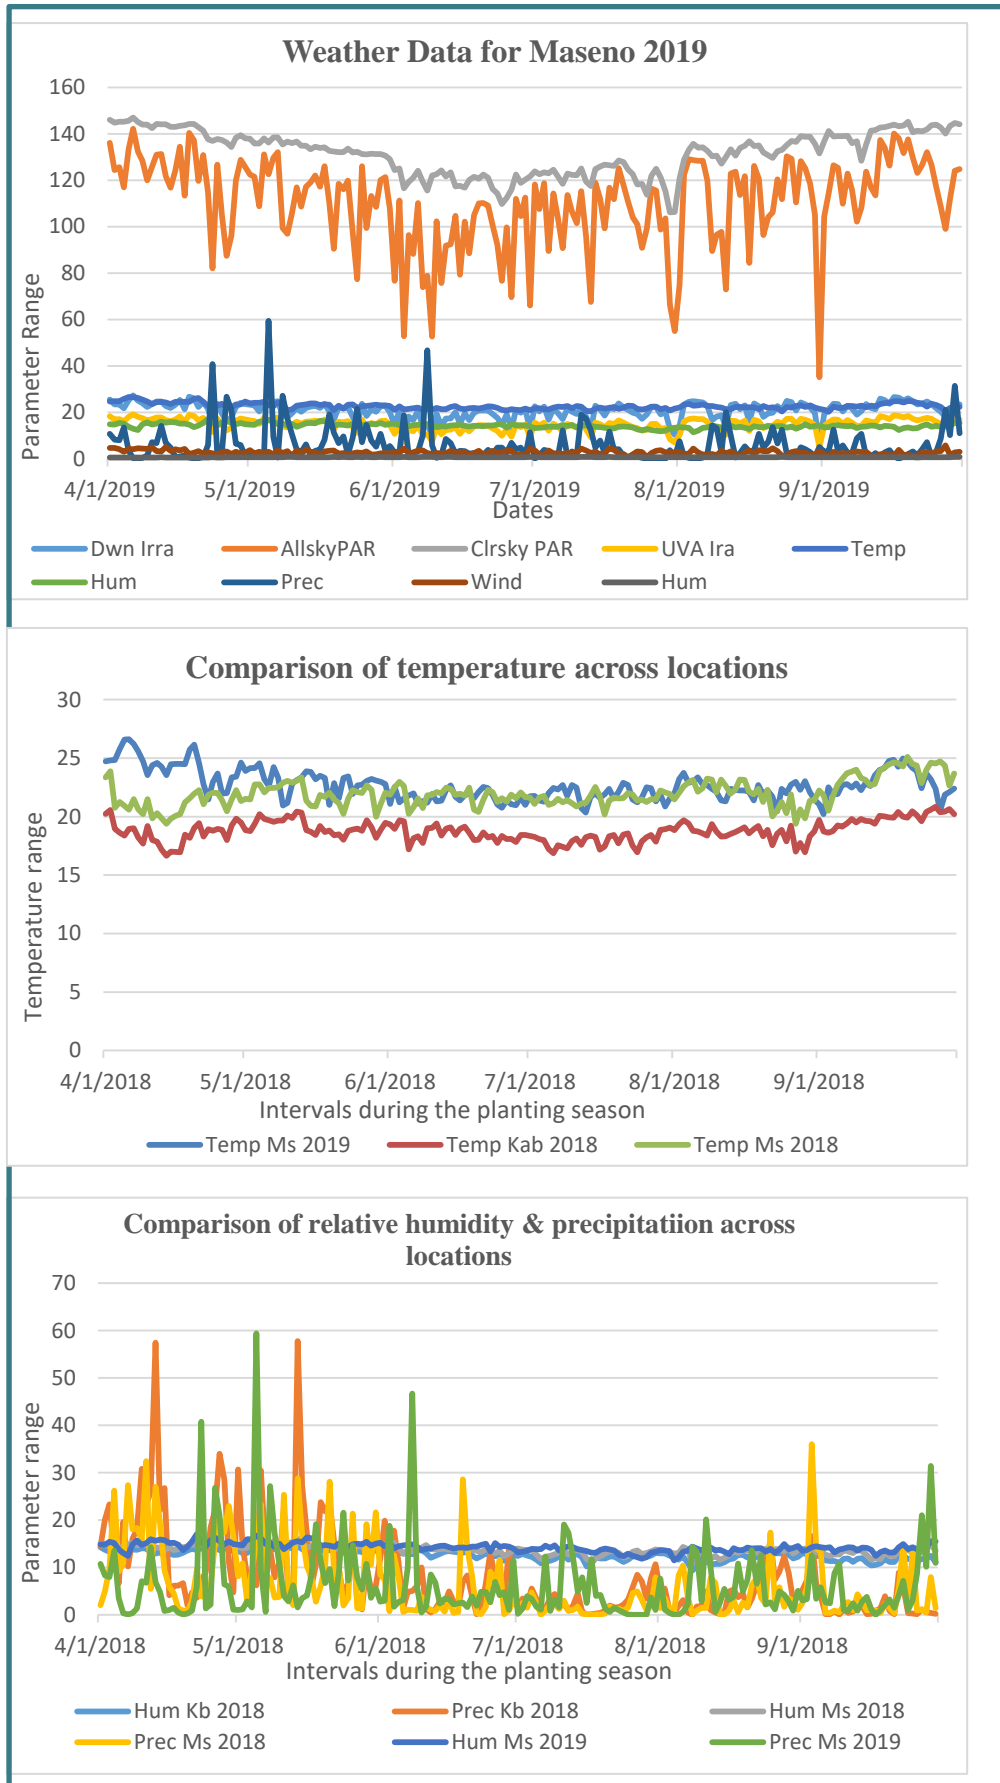 Weather Data for Maseno 2019
160
140
120
100
80
60
40
20
0
Parameter Range
4/1/2019 5/1/2019 6/1/2019 7/1/2019 8/1/2019 9/1/2019
Dates
Dwn Irra AllskyPAR Clrsky PAR UVA Ira Temp
Hum Prec Wind Hum
Comparison of temperature across locations
30
25
20
15
10
5
0
Temperature range
4/1/2018 5/1/2018 6/1/2018 7/1/2018 8/1/2018 9/1/2018
Intervals during the planting season
Temp Ms 2019 Temp Kab 2018 Temp Ms 2018
Comparison of relative humidity & precipitatiion across
locations
70
60
50
40
30
20
10
0
Parameter range
4/1/2018 5/1/2018 6/1/2018 7/1/2018 8/1/2018 9/1/2018
Intervals during the planting season
Hum Kb 2018 Prec Kb 2018 Hum Ms 2018
Prec Ms 2018 Hum Ms 2019 Prec Ms 2019